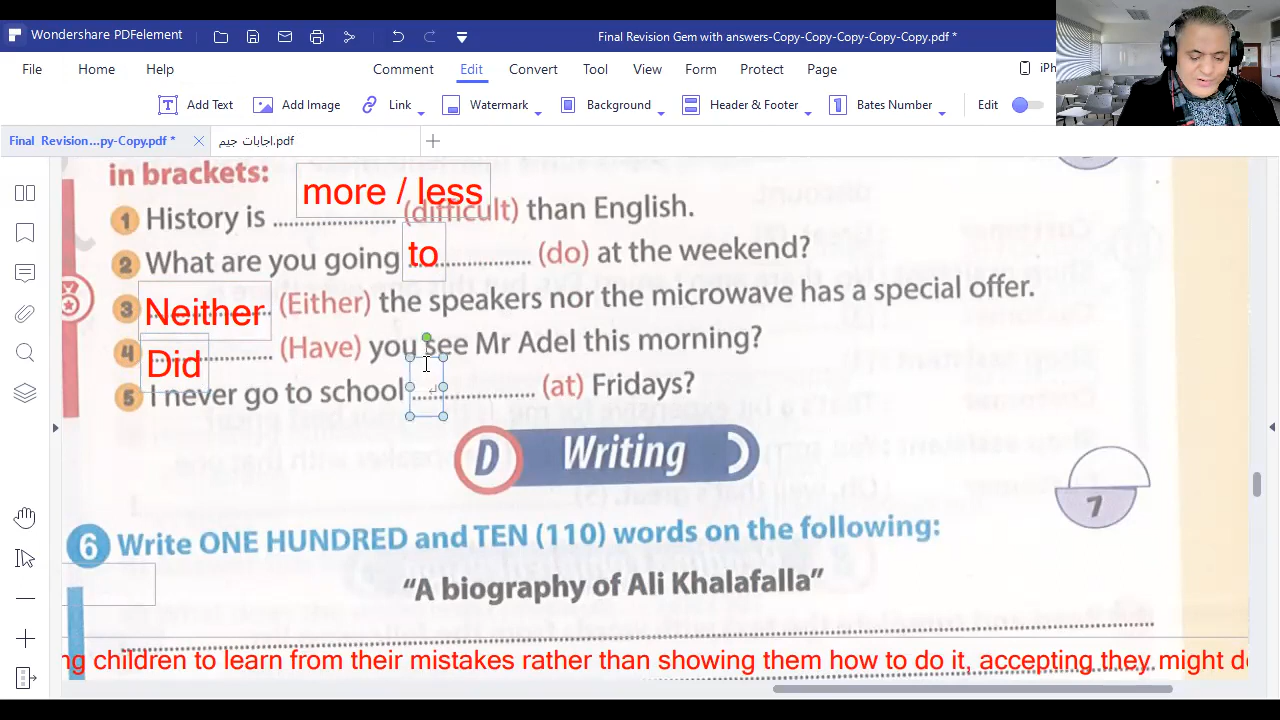 Wondershare PDFelement
Final Revision Gem with answers-Copy-Copy-Copy-Copy-Copy.pdf *
File Home Help Comment Edit Convert Tool View Form Protect Page iPh
Add Text Add Image Link Watermark Background Header & Footer Bates Number Edit
Final Revision...py-Copy.pdf * اجابات جيم.pdf
in brackets:
more / less
1 History is .................... (difficult) than English.
2 What are you going to .................... (do) at the weekend?
3 Neither (Either) the speakers nor the microwave has a special offer.
4 Did .................... (Have) you see Mr Adel this morning?
5 I never go to school .................... (at) Fridays?
D Writing
7
6 Write ONE HUNDRED and TEN (110) words on the following:
“A biography of Ali Khalafalla”
ng children to learn from their mistakes rather than showing them how to do it, accepting they might do